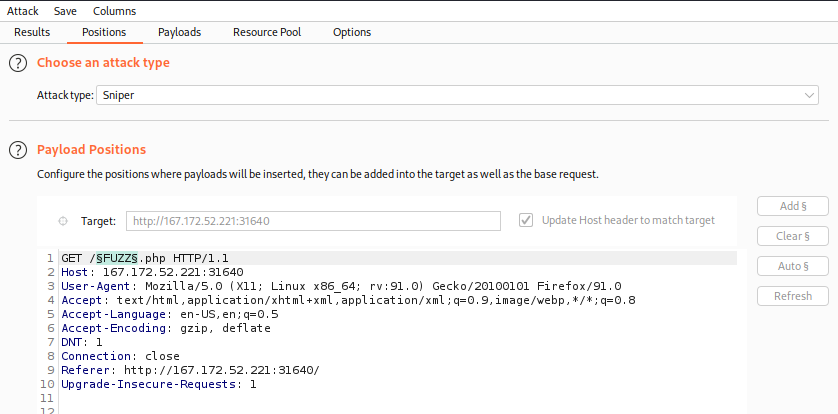 Attack Save Columns
Results Positions Payloads Resource Pool Options
? Choose an attack type
Attack type: Sniper
? Payload Positions
Configure the positions where payloads will be inserted, they can be added into the target as well as the base request.
Target: http://167.172.52.221:31640 Update Host header to match target
Add §
Clear §
Auto §
Refresh
1 GET /§FUZZ§.php HTTP/1.1
2 Host: 167.172.52.221:31640
3 User-Agent: Mozilla/5.0 (X11; Linux x86_64; rv:91.0) Gecko/20100101 Firefox/91.0
4 Accept: text/html,application/xhtml+xml,application/xml;q=0.9,image/webp,*/*;q=0.8
5 Accept-Language: en-US,en;q=0.5
6 Accept-Encoding: gzip, deflate
7 DNT: 1
8 Connection: close
9 Referer: http://167.172.52.221:31640/
10 Upgrade-Insecure-Requests: 1
11
12